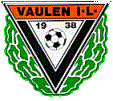 VAULEN I.L.
19 38